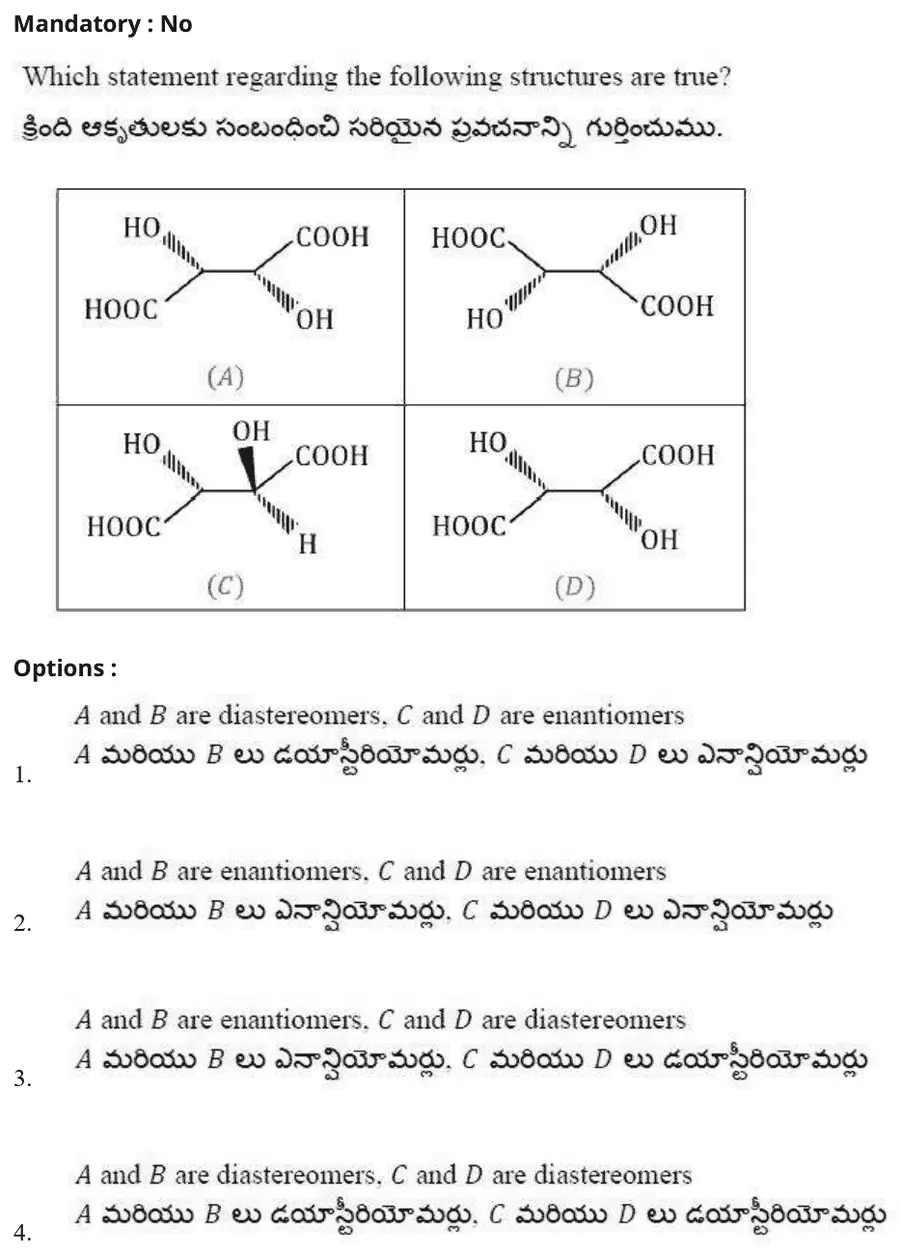 Mandatory : No
Which statement regarding the following structures are true?
క్రింది ఆకృతులకు సంబంధించి సరియైన ప్రవచనాన్ని గుర్తించుము.
HO COOH
HOOC OH
(A)
HOOC OH
HO COOH
(B)
HO OH COOH
HOOC H
(C)
HO COOH
HOOC OH
(D)
Options :
A and B are diastereomers, C and D are enantiomers
1. A మరియు B లు డయాస్టీరియోమర్లు, C మరియు D లు ఎనాన్షియోమర్లు
A and B are enantiomers, C and D are enantiomers
2. A మరియు B లు ఎనాన్షియోమర్లు, C మరియు D లు ఎనాన్షియోమర్లు
A and B are enantiomers, C and D are diastereomers
3. A మరియు B లు ఎనాన్షియోమర్లు, C మరియు D లు డయాస్టీరియోమర్లు
A and B are diastereomers, C and D are diastereomers
4. A మరియు B లు డయాస్టీరియోమర్లు, C మరియు D లు డయాస్టీరియోమర్లు